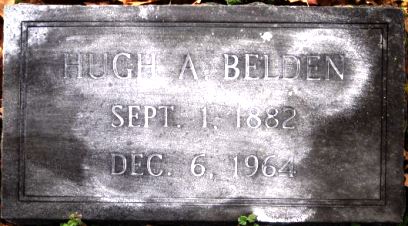 HUGH A. BELDEN
SEPT. 1, 1882
DEC. 6, 1964